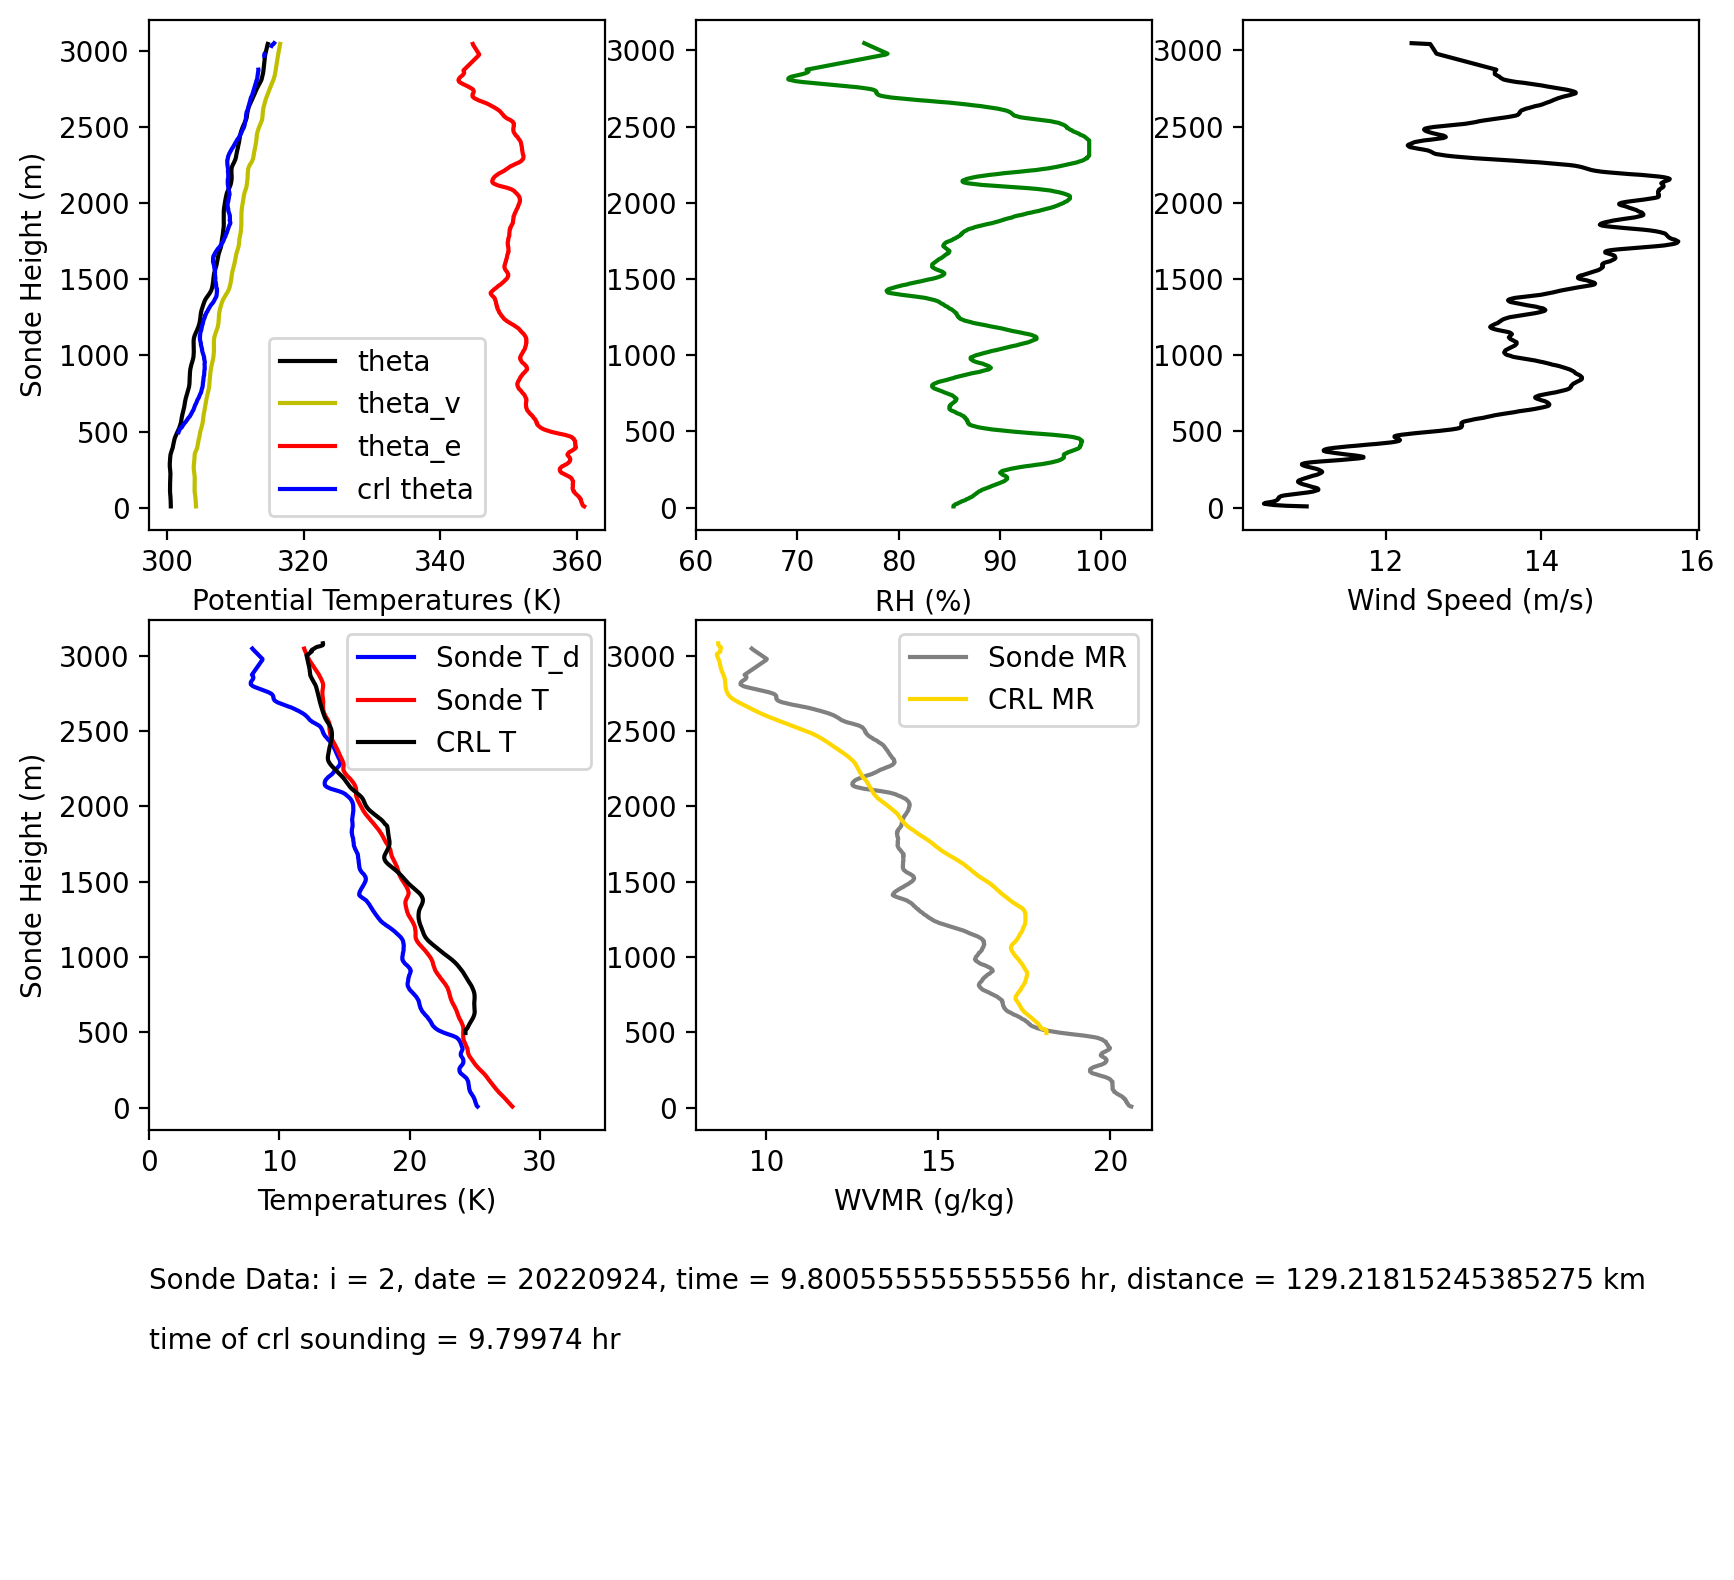 3000
2500
2000
1500
1000
500
0
Sonde Height (m)
300 320 340 360
Potential Temperatures (K)
theta
theta_v
theta_e
crl theta
3000
2500
2000
1500
1000
500
0
60 70 80 90 100
RH (%)
3000
2500
2000
1500
1000
500
0
12 14 16
Wind Speed (m/s)
3000
2500
2000
1500
1000
500
0
Sonde Height (m)
0 10 20 30
Temperatures (K)
Sonde T_d
Sonde T
CRL T
3000
2500
2000
1500
1000
500
0
10 15 20
WVMR (g/kg)
Sonde MR
CRL MR
Sonde Data: i = 2, date = 20220924, time = 9.800555555555556 hr, distance = 129.21815245385275 km
time of crl sounding = 9.79974 hr